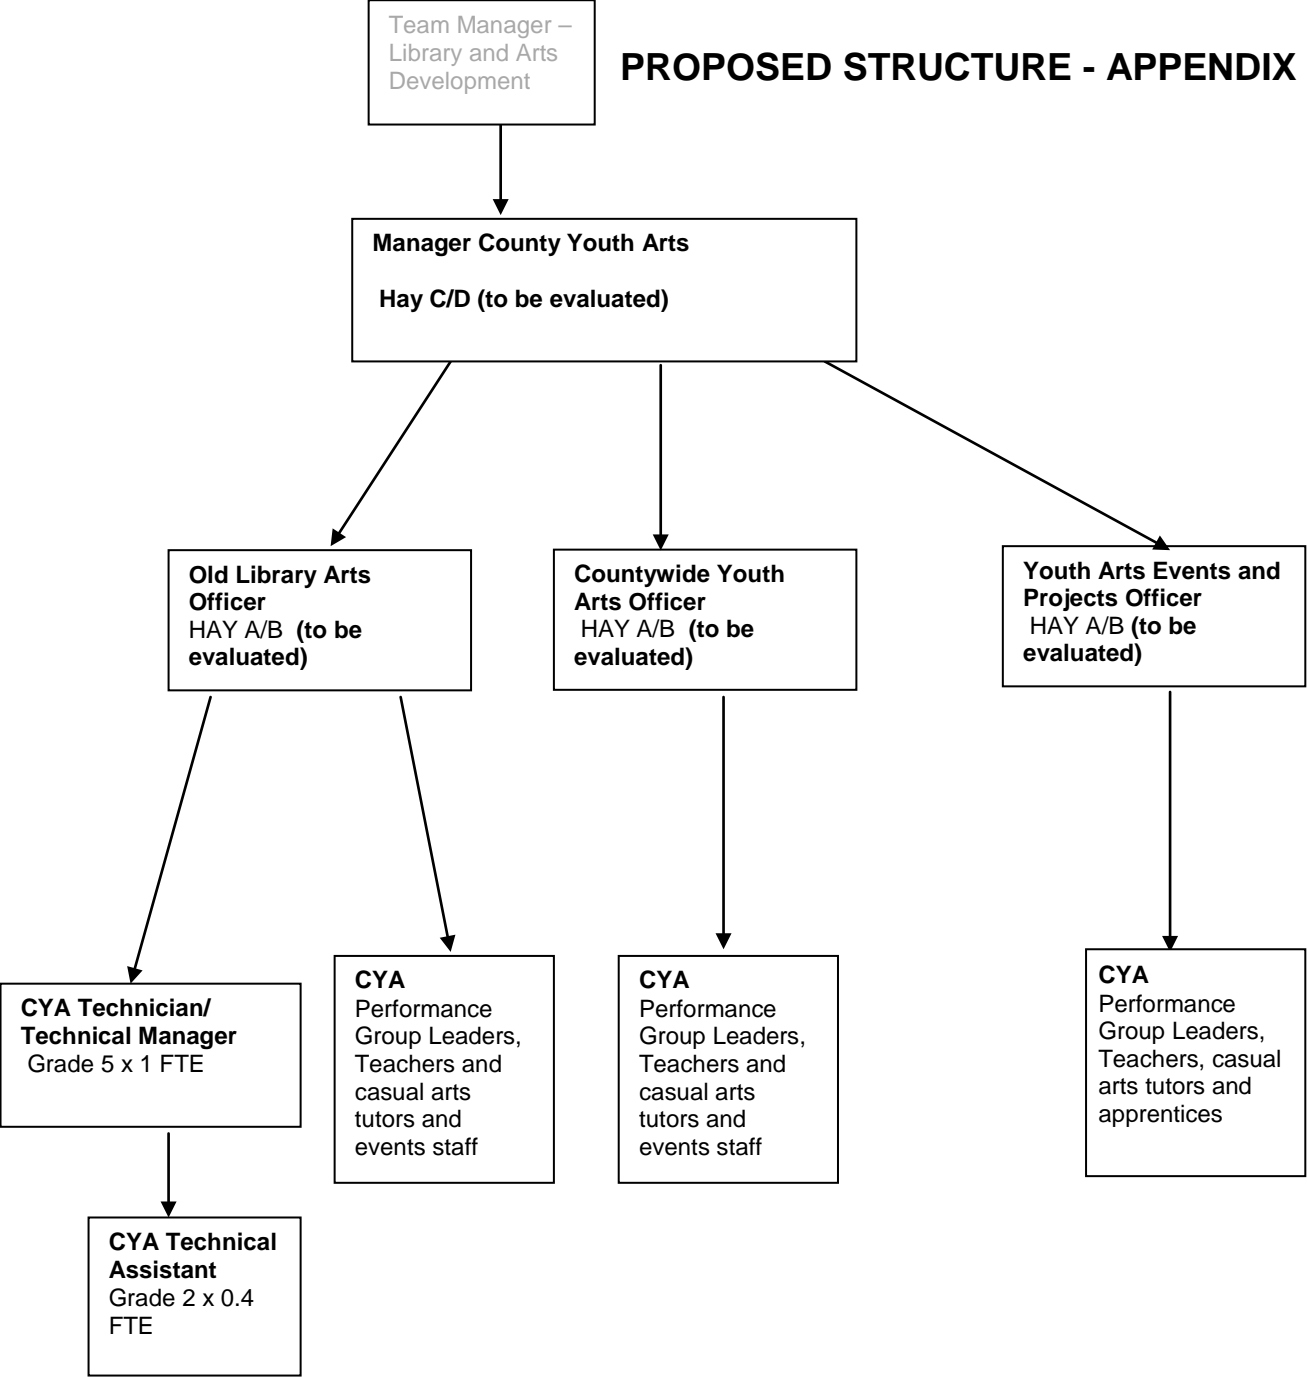 Team Manager –
Library and Arts
Development
PROPOSED STRUCTURE - APPENDIX
Manager County Youth Arts
Hay C/D (to be evaluated)
Old Library Arts
Officer
HAY A/B (to be
evaluated)
Countywide Youth
Arts Officer
HAY A/B (to be
evaluated)
Youth Arts Events and
Projects Officer
HAY A/B (to be
evaluated)
CYA Technician/
Technical Manager
Grade 5 x 1 FTE
CYA
Performance
Group Leaders,
Teachers and
casual arts
tutors and
events staff
CYA
Performance
Group Leaders,
Teachers and
casual arts
tutors and
events staff
CYA
Performance
Group Leaders,
Teachers, casual
arts tutors and
apprentices
CYA Technical
Assistant
Grade 2 x 0.4
FTE